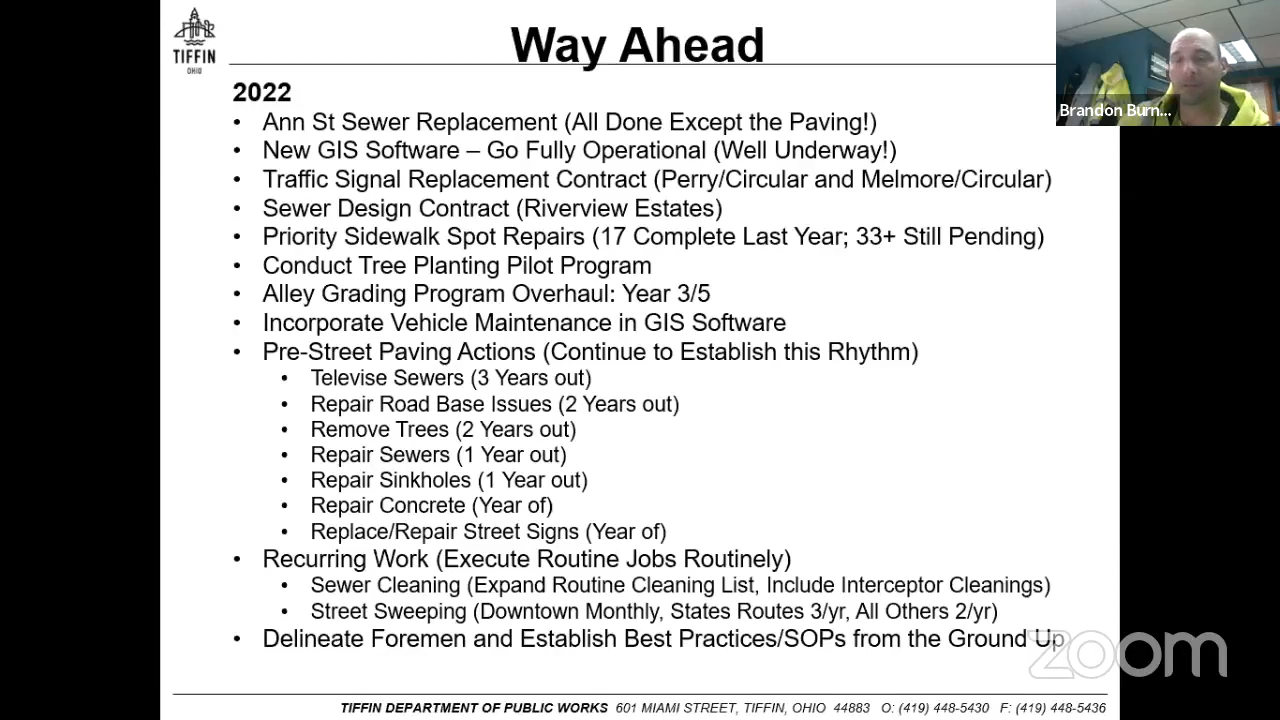 TIFFIN
OHIO
Way Ahead
Brandon Burn...
2022
• Ann St Sewer Replacement (All Done Except the Paving!)
• New GIS Software – Go Fully Operational (Well Underway!)
• Traffic Signal Replacement Contract (Perry/Circular and Melmore/Circular)
• Sewer Design Contract (Riverview Estates)
• Priority Sidewalk Spot Repairs (17 Complete Last Year; 33+ Still Pending)
• Conduct Tree Planting Pilot Program
• Alley Grading Program Overhaul: Year 3/5
• Incorporate Vehicle Maintenance in GIS Software
• Pre-Street Paving Actions (Continue to Establish this Rhythm)
• Televise Sewers (3 Years out)
• Repair Road Base Issues (2 Years out)
• Remove Trees (2 Years out)
• Repair Sewers (1 Year out)
• Repair Sinkholes (1 Year out)
• Repair Concrete (Year of)
• Replace/Repair Street Signs (Year of)
• Recurring Work (Execute Routine Jobs Routinely)
• Sewer Cleaning (Expand Routine Cleaning List, Include Interceptor Cleanings)
• Street Sweeping (Downtown Monthly, States Routes 3/yr, All Others 2/yr)
• Delineate Foremen and Establish Best Practices/SOPs from the Ground Up
zoom
TIFFIN DEPARTMENT OF PUBLIC WORKS 601 MIAMI STREET, TIFFIN, OHIO 44883 O: (419) 448-5430 F: (419) 448-5436